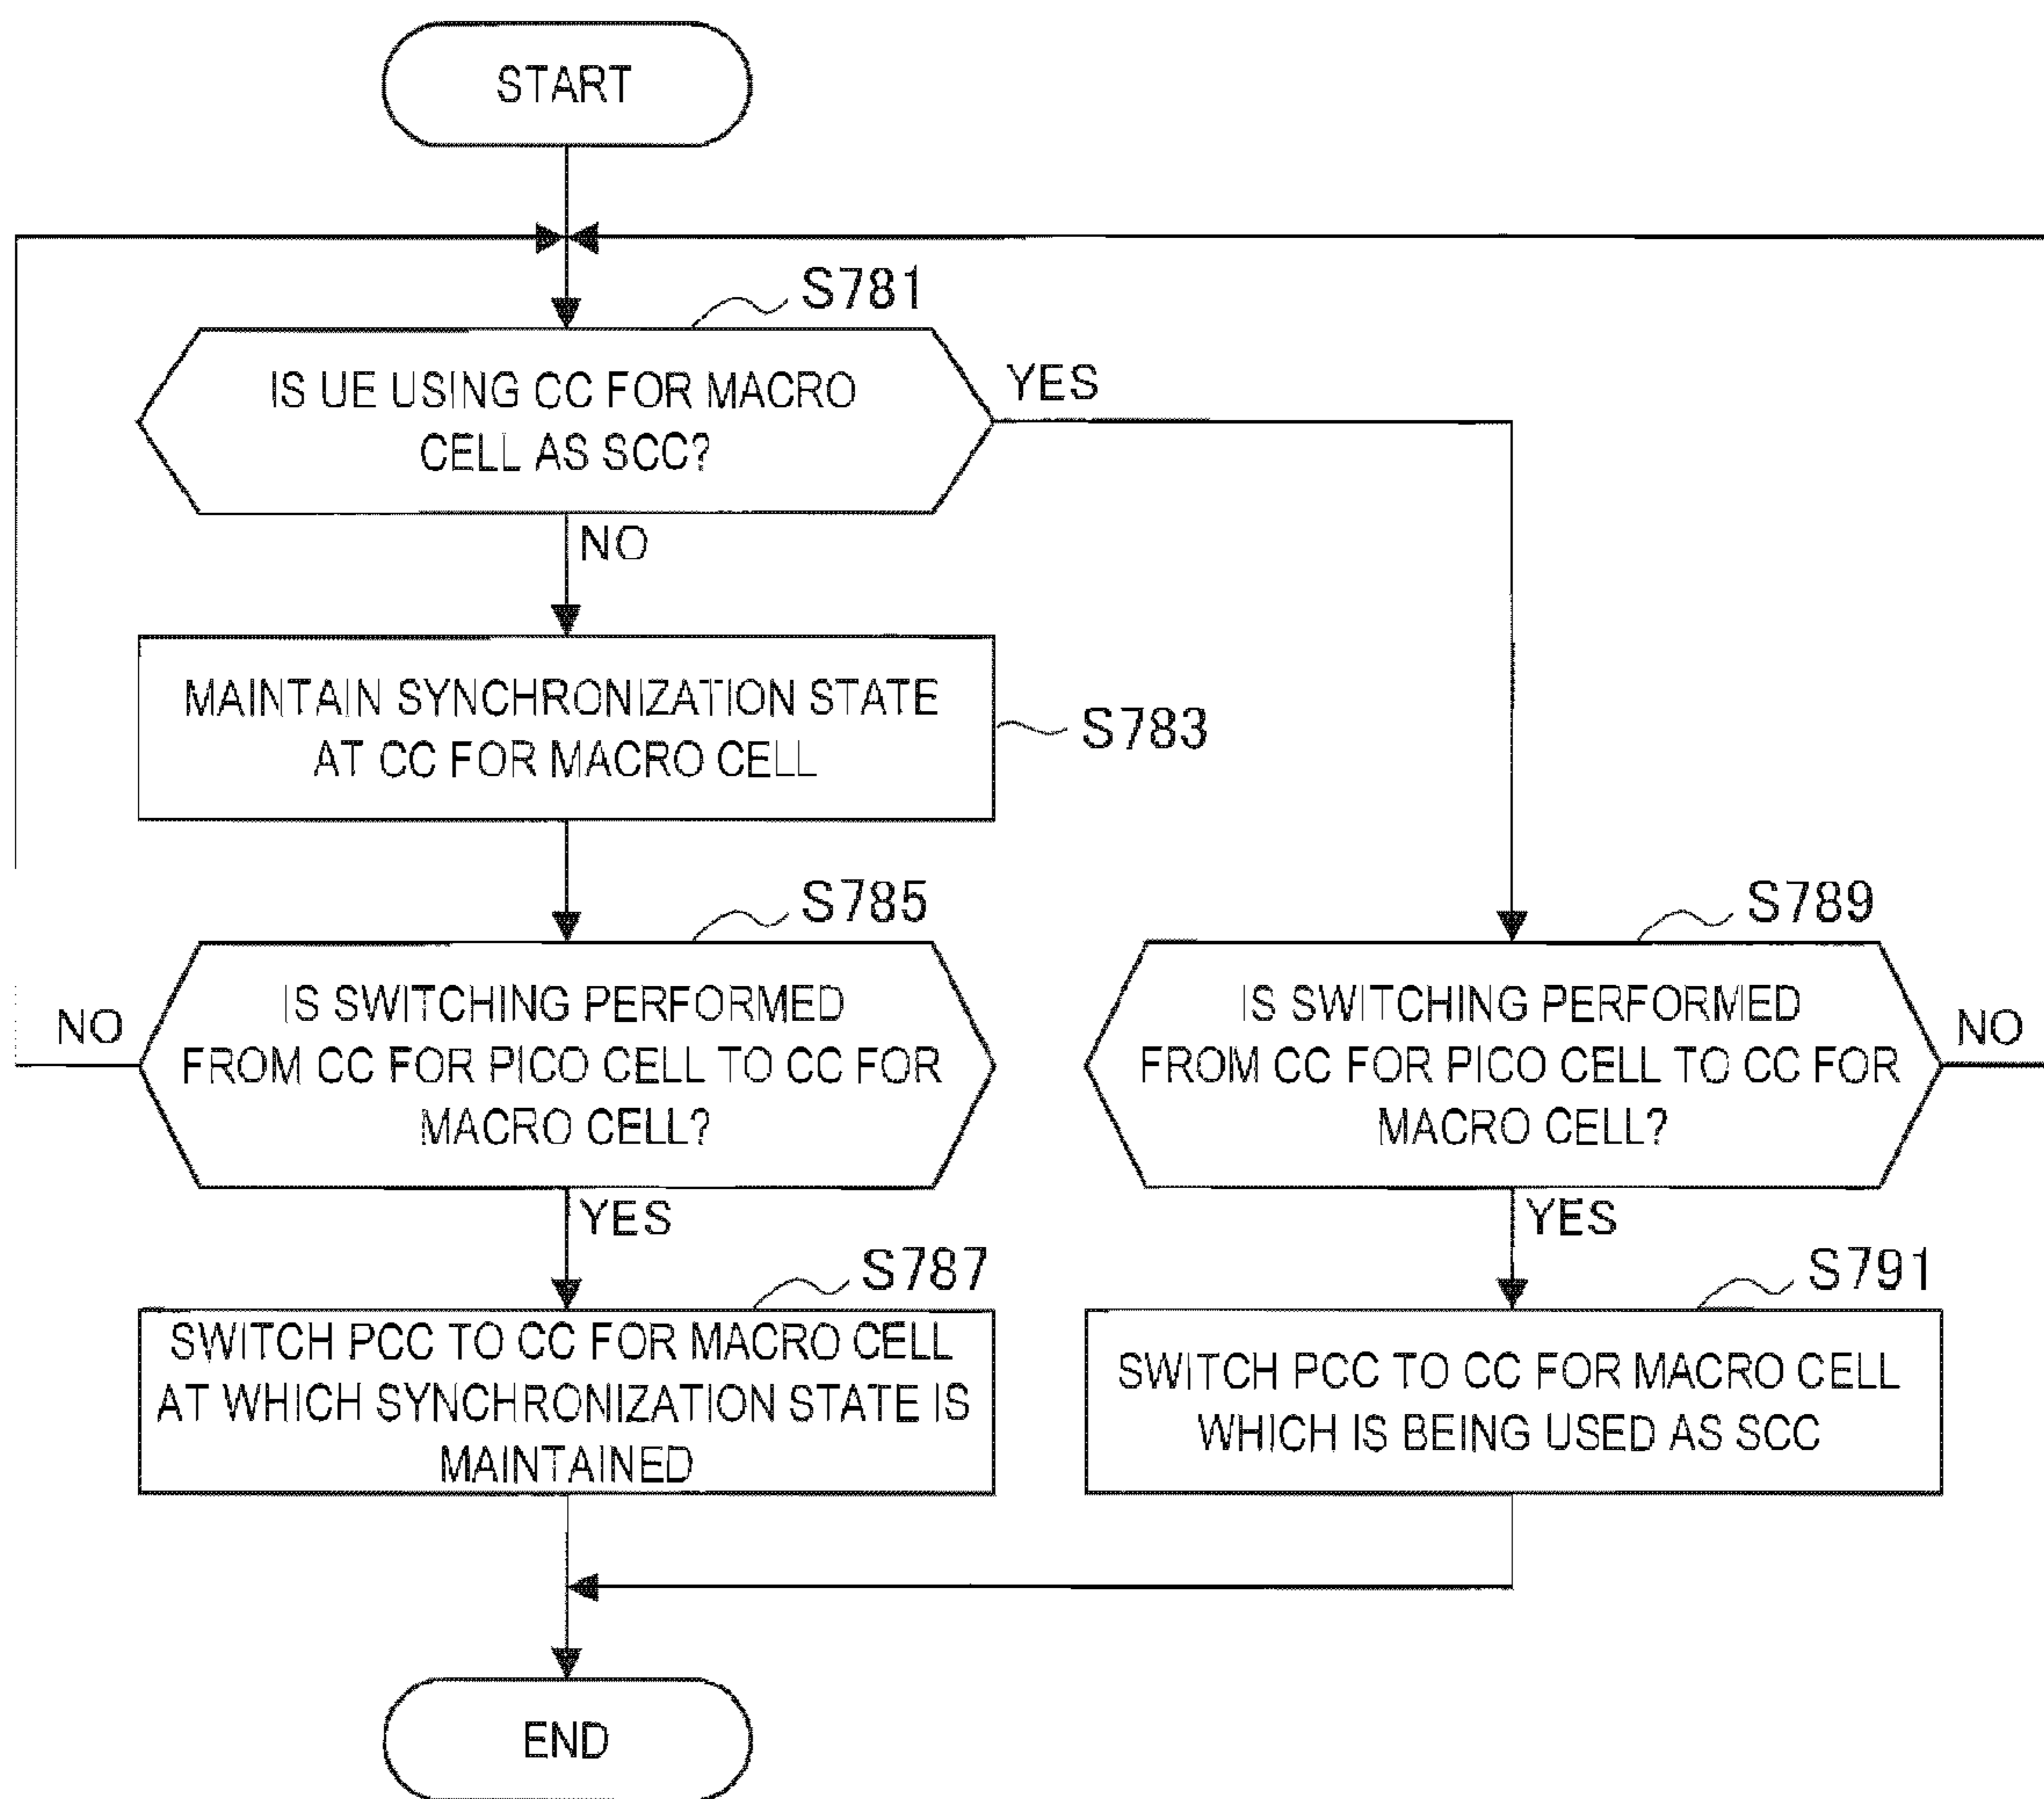 START
S781
IS UE USING CC FOR MACRO
CELL AS SCC?
YES
NO
MAINTAIN SYNCHRONIZATION STATE
AT CC FOR MACRO CELL
S783
S785
IS SWITCHING PERFORMED
FROM CC FOR PICO CELL TO CC FOR
MACRO CELL?
NO
YES
S789
IS SWITCHING PERFORMED
FROM CC FOR PICO CELL TO CC FOR
MACRO CELL?
NO
YES
S787
SWITCH PCC TO CC FOR MACRO CELL
AT WHICH SYNCHRONIZATION STATE IS
MAINTAINED
S791
SWITCH PCC TO CC FOR MACRO CELL
WHICH IS BEING USED AS SCC
END